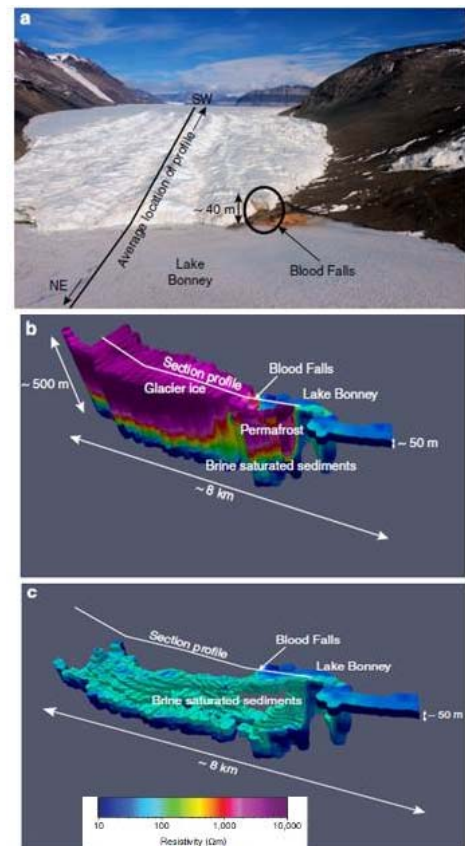 a
SW
Average location of profile
~ 40 m
Lake
Bonney
Blood Falls
NE
b
Section profile
Blood Falls
~ 500 m
Glacier ice
Lake Bonney
Permafrost
~ 50 m
Brine saturated sediments
~ 8 km
c
Section profile
Blood Falls
Lake Bonney
Brine saturated sediments
~ 50 m
~ 8 km
10 100 1,000 10,000
Resistivity (Ωm)